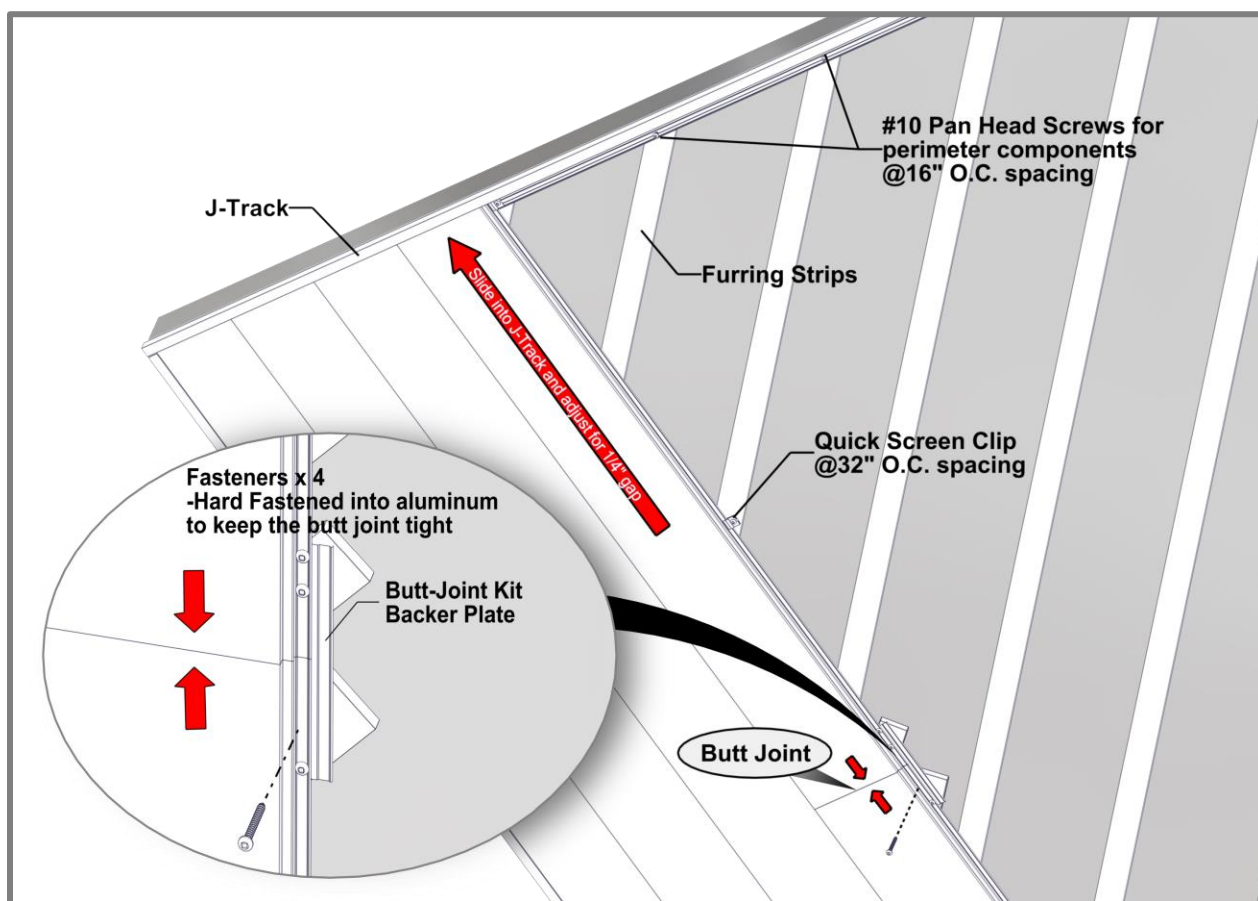 #10 Pan Head Screws for
perimeter components
@16" O.C. spacing
J-Track
Furring Strips
Slide into J-Track and adjust for 1/4" gap
Quick Screen Clip
@32" O.C. spacing
Fasteners x 4
-Hard Fastened into aluminum
to keep the butt joint tight
Butt-Joint Kit
Backer Plate
Butt Joint